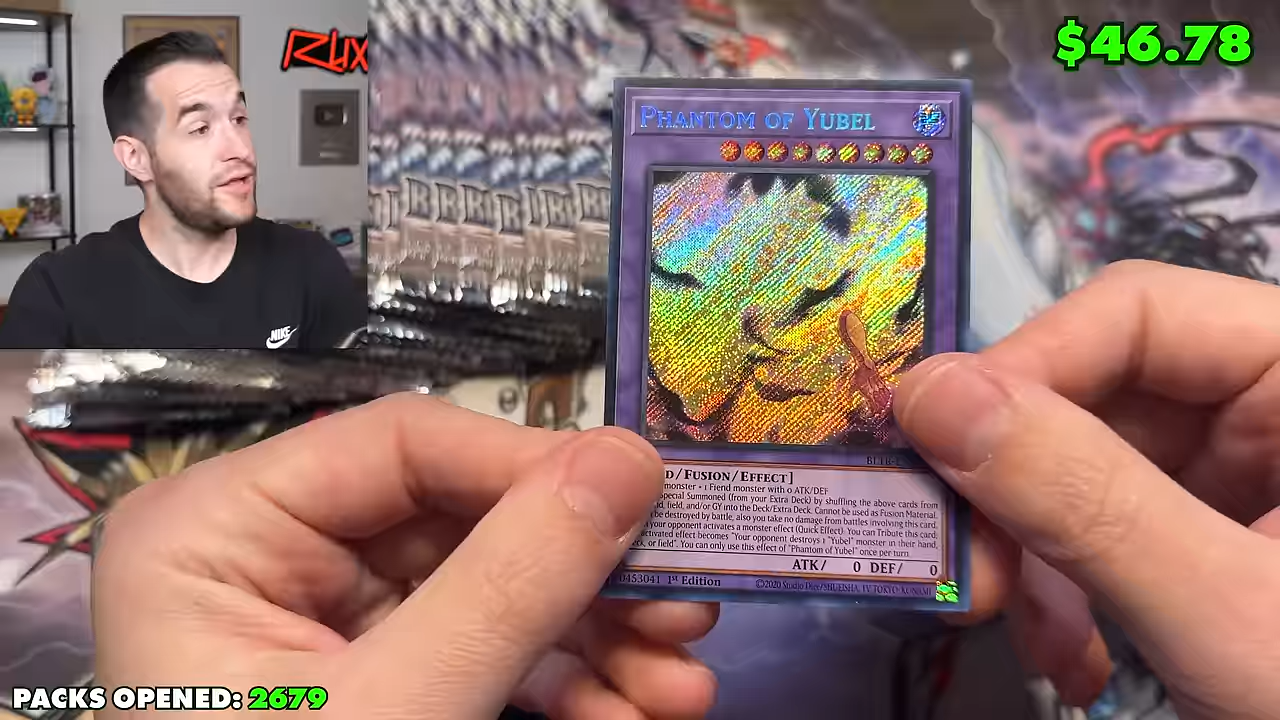 RUX
NIKE
$46.78
PHANTOM OF YUBEL
D/FUSION/EFFECT]
monster + 1 Fiend monster with 0 ATK/DEF
Special Summoned (from your Extra Deck) by shuffling the above cards from
field, and/or GY into the Deck/Extra Deck. Cannot be used as Fusion Material.
be destroyed by battle, also you take no damage from battles involving this card.
your opponent activates a monster effect (Quick Effect): You can Tribute this card;
activated effect becomes "Your opponent destroys 1 "Yubel" monster in their hand,
or field". You can only use this effect of "Phantom of Yubel" once per turn.
ATK/ 0 DEF/ 0
0453041 1st Edition
©2020 Studio Dice/SHUEISHA, TV TOKYO, KONAMI
PACKS OPENED: 2679